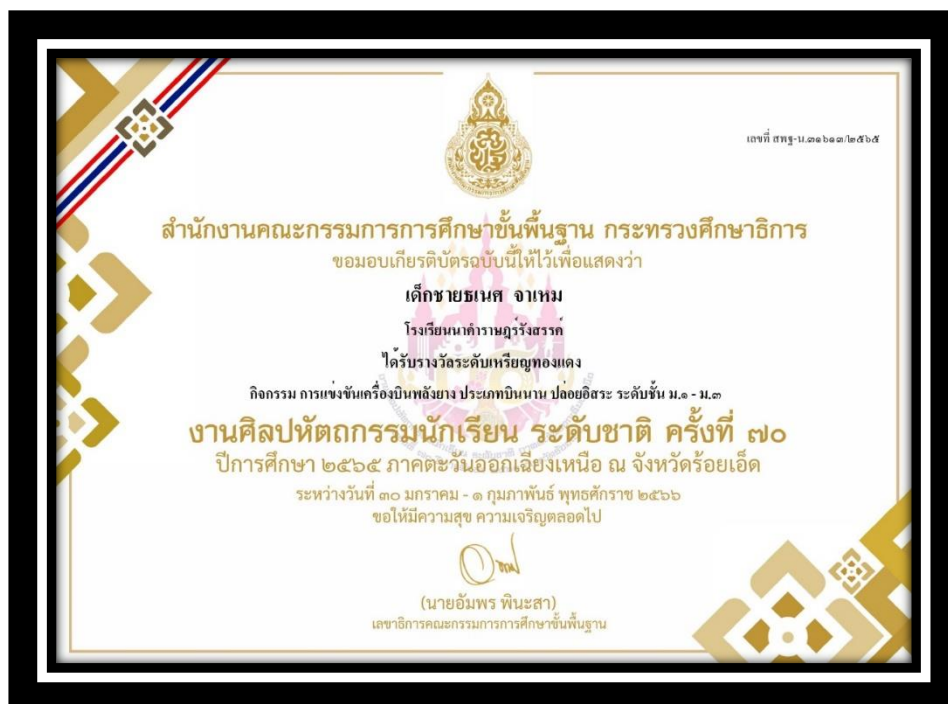 เลขที่ สพฐ-น.๓๑๖๑๓/๒๕๖๕
สำนักงานคณะกรรมการการศึกษาขั้นพื้นฐาน กระทรวงศึกษาธิการ
ขอมอบเกียรติบัตรฉบับนี้ให้ไว้เพื่อแสดงว่า
เด็กชายธเนศ จาเหม
โรงเรียนนาคำราษฎร์รังสรรค์
ได้รับรางวัลระดับเหรียญทองแดง
กิจกรรม การแข่งขันเครื่องบินพลังยาง ประเภทบินนาน ปล่อยอิสระ ระดับชั้น ม.๑ - ม.๓
งานศิลปหัตถกรรมนักเรียน ระดับชาติ ครั้งที่ ๗๐
ปีการศึกษา ๒๕๖๕ ภาคตะวันออกเฉียงเหนือ ณ จังหวัดร้อยเอ็ด
ระหว่างวันที่ ๓๐ มกราคม - ๑ กุมภาพันธ์ พุทธศักราช ๒๕๖๖
ขอให้มีความสุข ความเจริญตลอดไป
(นายอัมพร พินะสา)
เลขาธิการคณะกรรมการการศึกษาขั้นพื้นฐาน